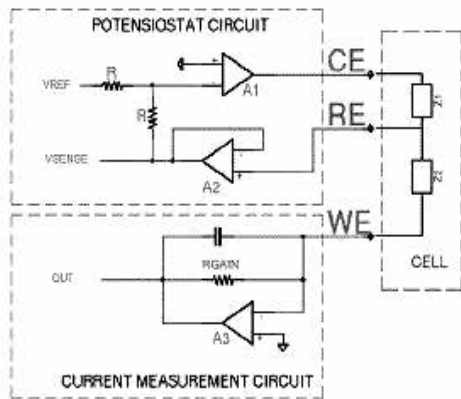 POTENSIOSTAT CIRCUIT
CE
VREF
R
A1
Z1
RE
R
VSENSE
A2
Z2
WE
CELL
RGAIN
OUT
A3
CURRENT MEASUREMENT CIRCUIT